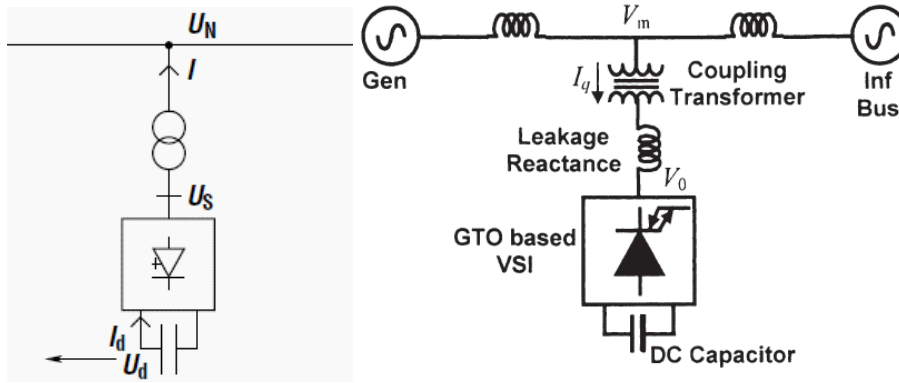 U_N
I
U_S
I_d
U_d
V_m
Gen
I_q
Coupling
Transformer
Inf
Bus
Leakage
Reactance
V_0
GTO based
VSI
DC Capacitor